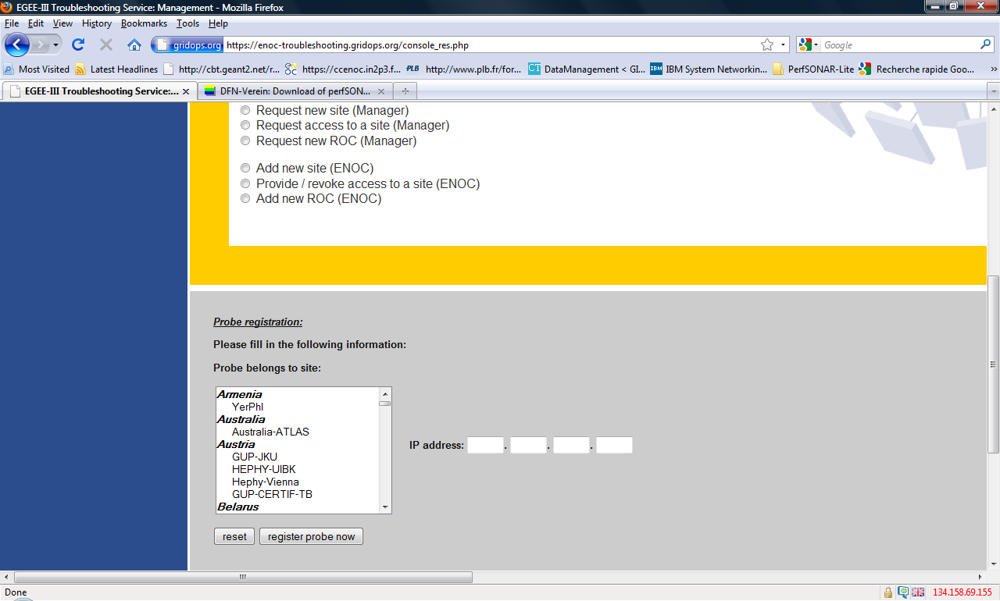 EGEE-III Troubleshooting Service: Management - Mozilla Firefox
File Edit View History Bookmarks Tools Help
gridops.org https://enoc-troubleshooting.gridops.org/console_res.php Google
Most Visited Latest Headlines http://cbt.geant2.net/r... https://ccenoc.in2p3.f... PLB http://www.plb.fr/for... CT DataManagement < GI... IBM IBM System Networkin... PerfSONAR-Lite Recherche rapide Goo... »
EGEE-III Troubleshooting Service:... DFN-Verein: Download of perfSON...
Request new site (Manager)
Request access to a site (Manager)
Request new ROC (Manager)
Add new site (ENOC)
Provide / revoke access to a site (ENOC)
Add new ROC (ENOC)
Probe registration:
Please fill in the following information:
Probe belongs to site:
Armenia
YerPhI
Australia
Australia-ATLAS
Austria
GUP-JKU
HEPHY-UIBK
Hephy-Vienna
GUP-CERTIF-TB
Belarus
IP address: . . .
reset register probe now
Done 134.158.69.155